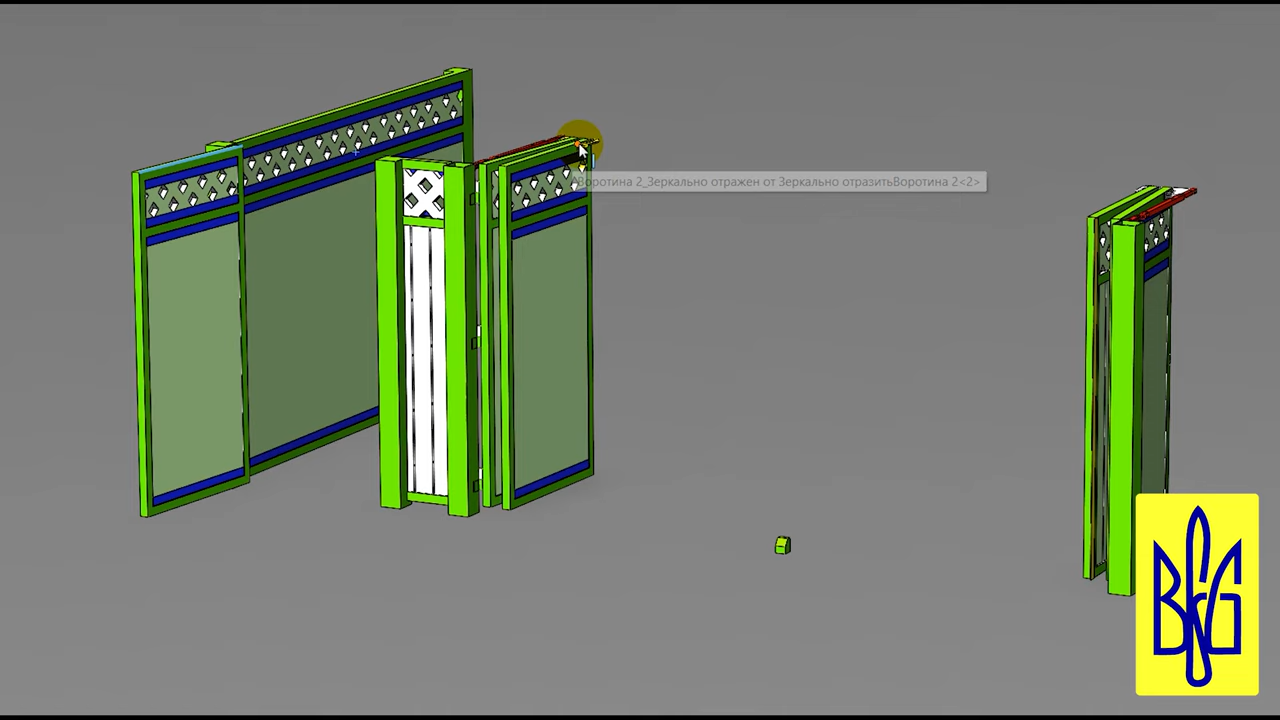 Воротина 2_Зеркально отражен от Зеркально отразитьВоротина 2<2>